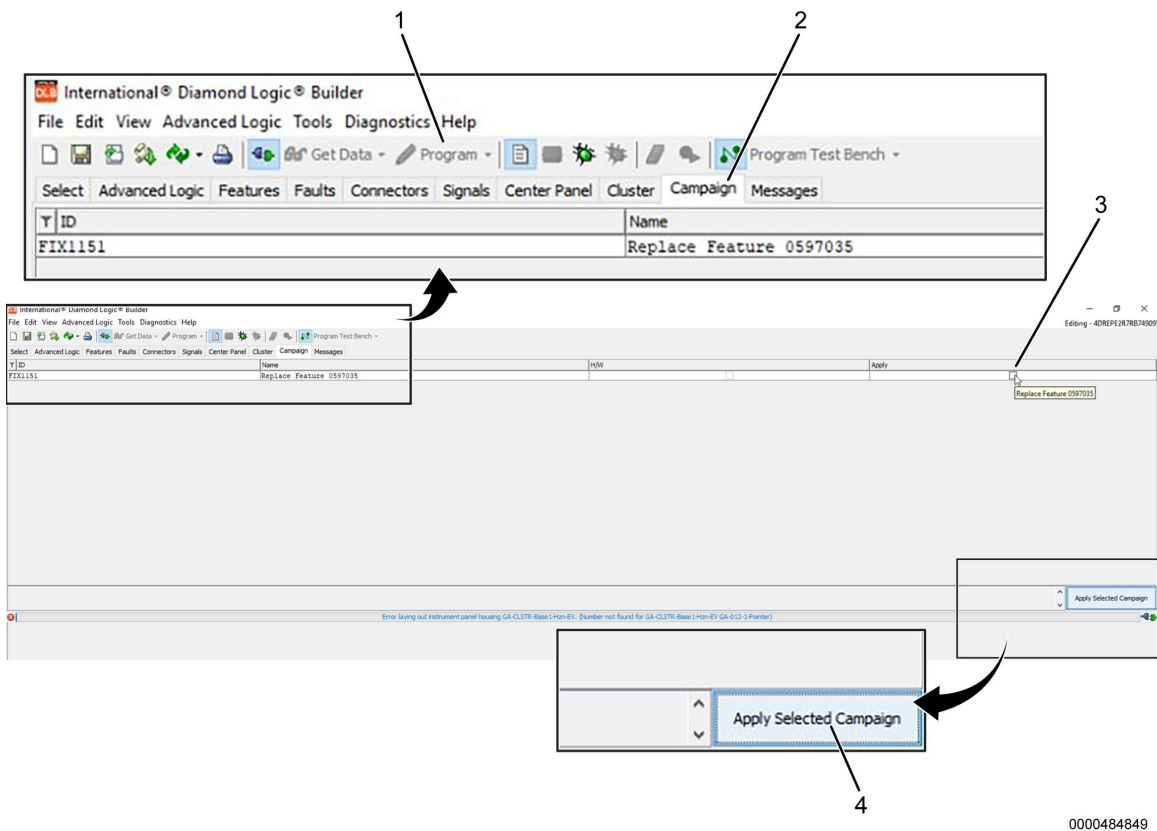 1
2
DLB International® Diamond Logic® Builder
File Edit View Advanced Logic Tools Diagnostics Help
Get Data Program Program Test Bench
Select Advanced Logic Features Faults Connectors Signals Center Panel Cluster Campaign Messages
ID Name
FIX1151 Replace Feature 0597035
3
International® Diamond Logic® Builder
File Edit View Advanced Logic Tools Diagnostics Help Editing - 4DREPE2R7RB74909
Get Data Program Program Test Bench
Select Advanced Logic Features Faults Connectors Signals Center Panel Cluster Campaign Messages
ID Name H/W Apply
FIX1151 Replace Feature 0597035
Replace Feature 0597035
Apply Selected Campaign
Error laying out instrument panel housing GA-CLSTR-Base1-Hzn-EV. (Number not found for GA-CLSTR-Base1-Hzn-EV GA-012-1-Pointer)
Apply Selected Campaign
4
0000484849